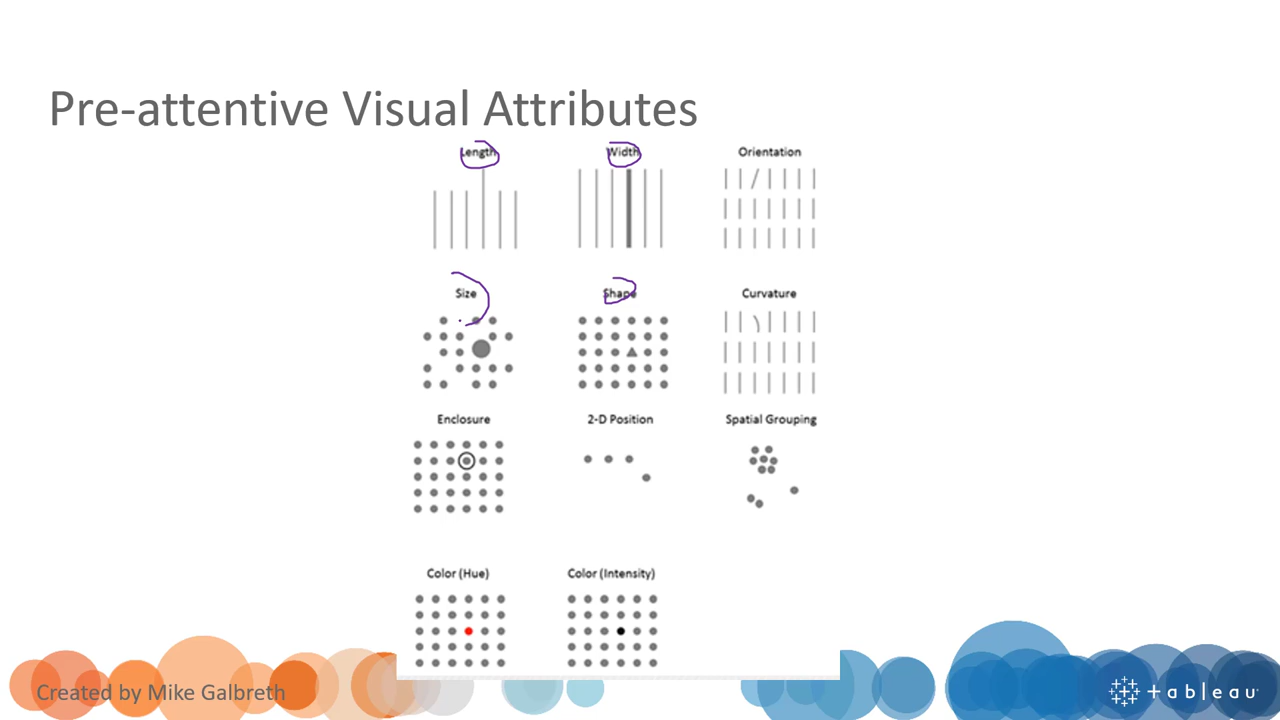 Pre-attentive Visual Attributes
Length Width Orientation
Size Shape Curvature
Enclosure 2-D Position Spatial Grouping
Color (Hue) Color (Intensity)
Created by Mike Galbreth
+ a b l e a u